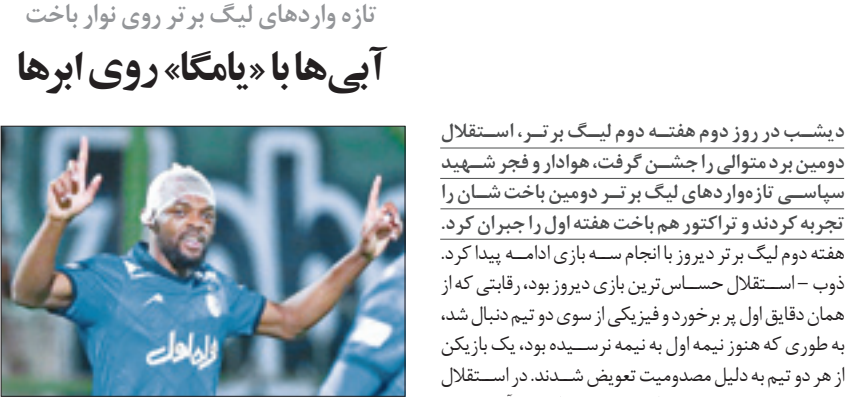 تازه واردهای لیگ برتر روی نوار باخت
آبی‌ها با «یامگا» روی ابرها
دیشب در روز دوم هفته دوم لیگ برتر، استقلال
دومین برد متوالی را جشن گرفت، هوادار و فجر شهید
سپاسی تازه‌واردهای لیگ برتر دومین باخت شان را
تجربه کردند و تراکتور هم باخت هفته اول را جبران کرد.
هفته دوم لیگ برتر دیروز با انجام سه بازی ادامه پیدا کرد.
ذوب - استقلال حساس‌ترین بازی دیروز بود، رقابتی که از
همان دقایق اول پر برخورد و فیزیکی از سوی دو تیم دنبال شد،
به طوری که هنوز نیمه اول به نیمه نرسیده بود، یک بازیکن
از هر دو تیم به دلیل مصدومیت تعویض شدند. در استقلال
همراه اول